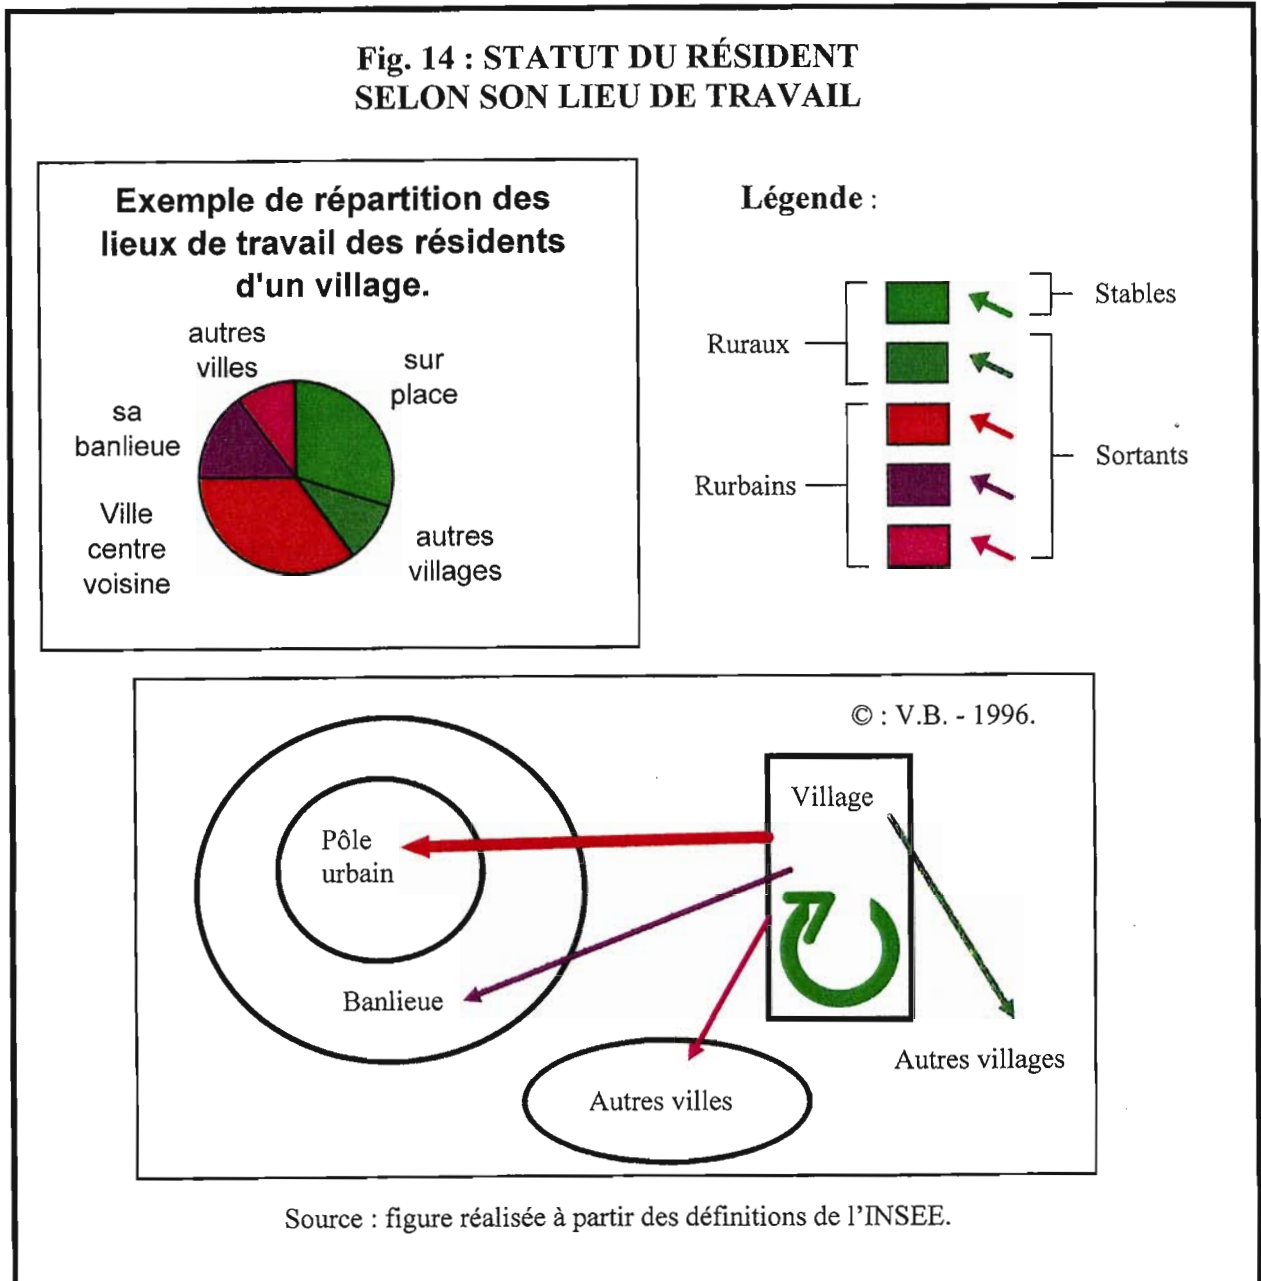 Fig. 14 : STATUT DU RÉSIDENT
SELON SON LIEU DE TRAVAIL
Exemple de répartition des
lieux de travail des résidents
d'un village.
autres
villes
sur
place
sa
banlieue
Ville
centre
voisine
autres
villages
Légende :
Ruraux
Rurbains
Stables
Sortants
© : V.B. - 1996.
Village
Pôle
urbain
Banlieue
Autres villages
Autres villes
Source : figure réalisée à partir des définitions de l'INSEE.